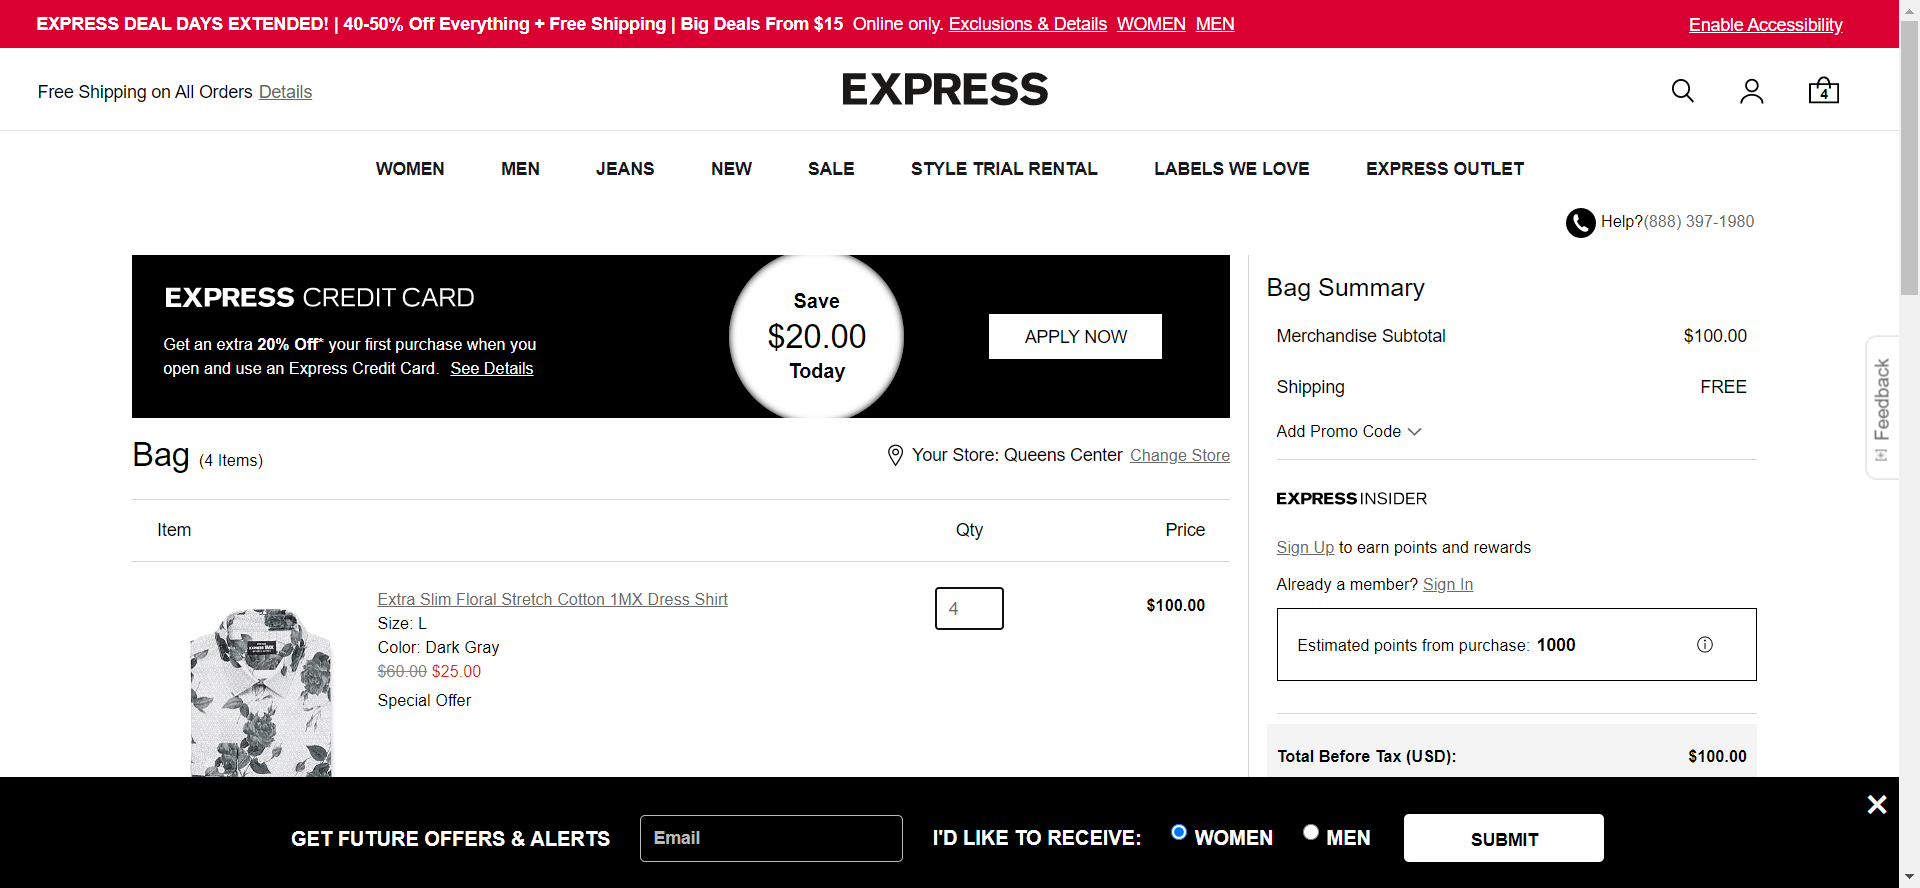 EXPRESS DEAL DAYS EXTENDED! | 40-50% Off Everything + Free Shipping | Big Deals From $15 Online only. Exclusions & Details WOMEN MEN
Enable Accessibility
Free Shipping on All Orders Details
EXPRESS
4
WOMEN MEN JEANS NEW SALE STYLE TRIAL RENTAL LABELS WE LOVE EXPRESS OUTLET
Help?(888) 397-1980
EXPRESS CREDIT CARD
Get an extra 20% Off* your first purchase when you
open and use an Express Credit Card. See Details
Save
$20.00
Today
APPLY NOW
Bag (4 Items)
Your Store: Queens Center Change Store
Item Qty Price
Extra Slim Floral Stretch Cotton 1MX Dress Shirt
Size: L
Color: Dark Gray
$60.00 $25.00
Special Offer
4
$100.00
Bag Summary
Merchandise Subtotal $100.00
Shipping FREE
Add Promo Code
EXPRESS INSIDER
Sign Up to earn points and rewards
Already a member? Sign In
Estimated points from purchase: 1000
Total Before Tax (USD): $100.00
[+] Feedback
GET FUTURE OFFERS & ALERTS
Email
I'D LIKE TO RECEIVE: WOMEN MEN
SUBMIT